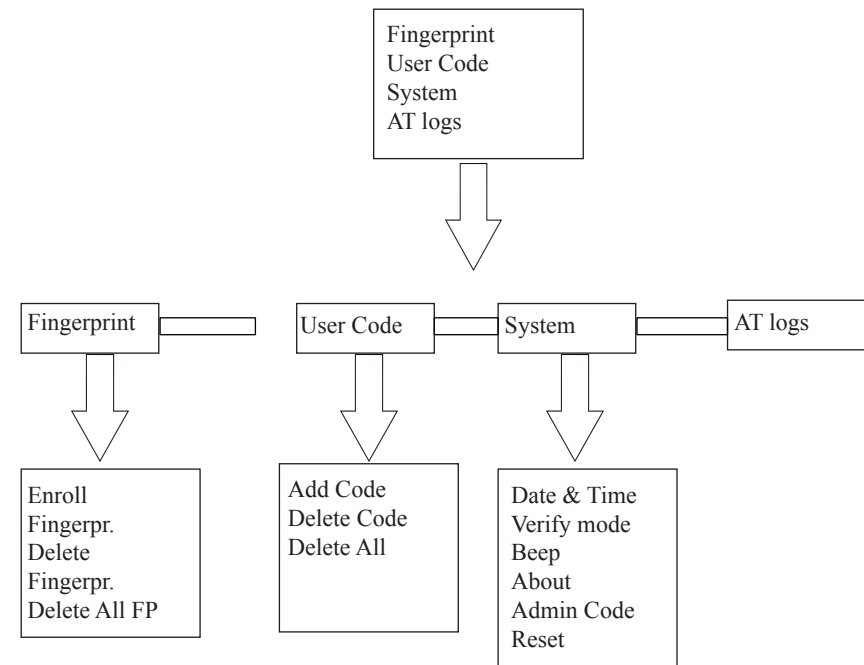 Fingerprint
User Code
System
AT logs
Fingerprint
User Code
System
AT logs
Enroll
Fingerpr.
Delete
Fingerpr.
Delete All FP
Add Code
Delete Code
Delete All
Date & Time
Verify mode
Beep
About
Admin Code
Reset